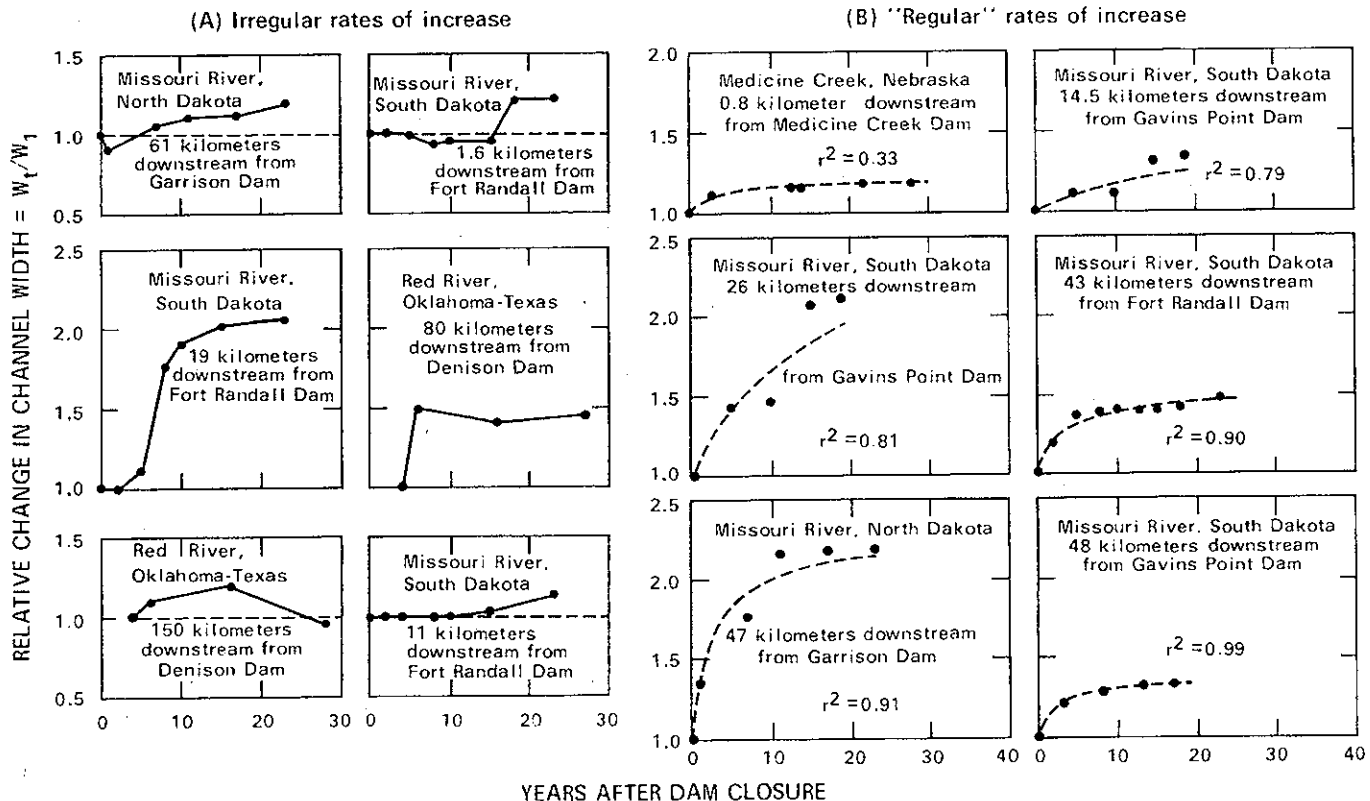 (A) Irregular rates of increase
(B) "Regular" rates of increase
RELATIVE CHANGE IN CHANNEL WIDTH = Wt/W1
1.5
1.0
0.5
Missouri River,
North Dakota
61 kilometers
downstream from
Garrison Dam
Missouri River,
South Dakota
1.6 kilometers
downstream from
Fort Randall Dam
2.5
2.0
1.5
1.0
Missouri River,
South Dakota
19 kilometers
downstream from
Fort Randall Dam
Red River,
Oklahoma-Texas
80 kilometers
downstream from
Denison Dam
1.5
1.0
0.5
Red River,
Oklahoma-Texas
150 kilometers
downstream from
Denison Dam
Missouri River,
South Dakota
11 kilometers
downstream from
Fort Randall Dam
0 10 20 30 0 10 20 30
2.0
1.5
1.0
Medicine Creek, Nebraska
0.8 kilometer downstream
from Medicine Creek Dam
r2 = 0.33
Missouri River, South Dakota
14.5 kilometers downstream
from Gavins Point Dam
r2 = 0.79
2.5
2.0
1.5
1.0
Missouri River, South Dakota
26 kilometers downstream
from Gavins Point Dam
r2 =0.81
Missouri River, South Dakota
43 kilometers downstream
from Fort Randall Dam
r2 =0.90
2.5
2.0
1.5
1.0
Missouri River, North Dakota
47 kilometers downstream
from Garrison Dam
r2 =0.91
Missouri River, South Dakota
48 kilometers downstream
from Gavins Point Dam
r2 =0.99
0 10 20 30 40 0 10 20 30 40
YEARS AFTER DAM CLOSURE